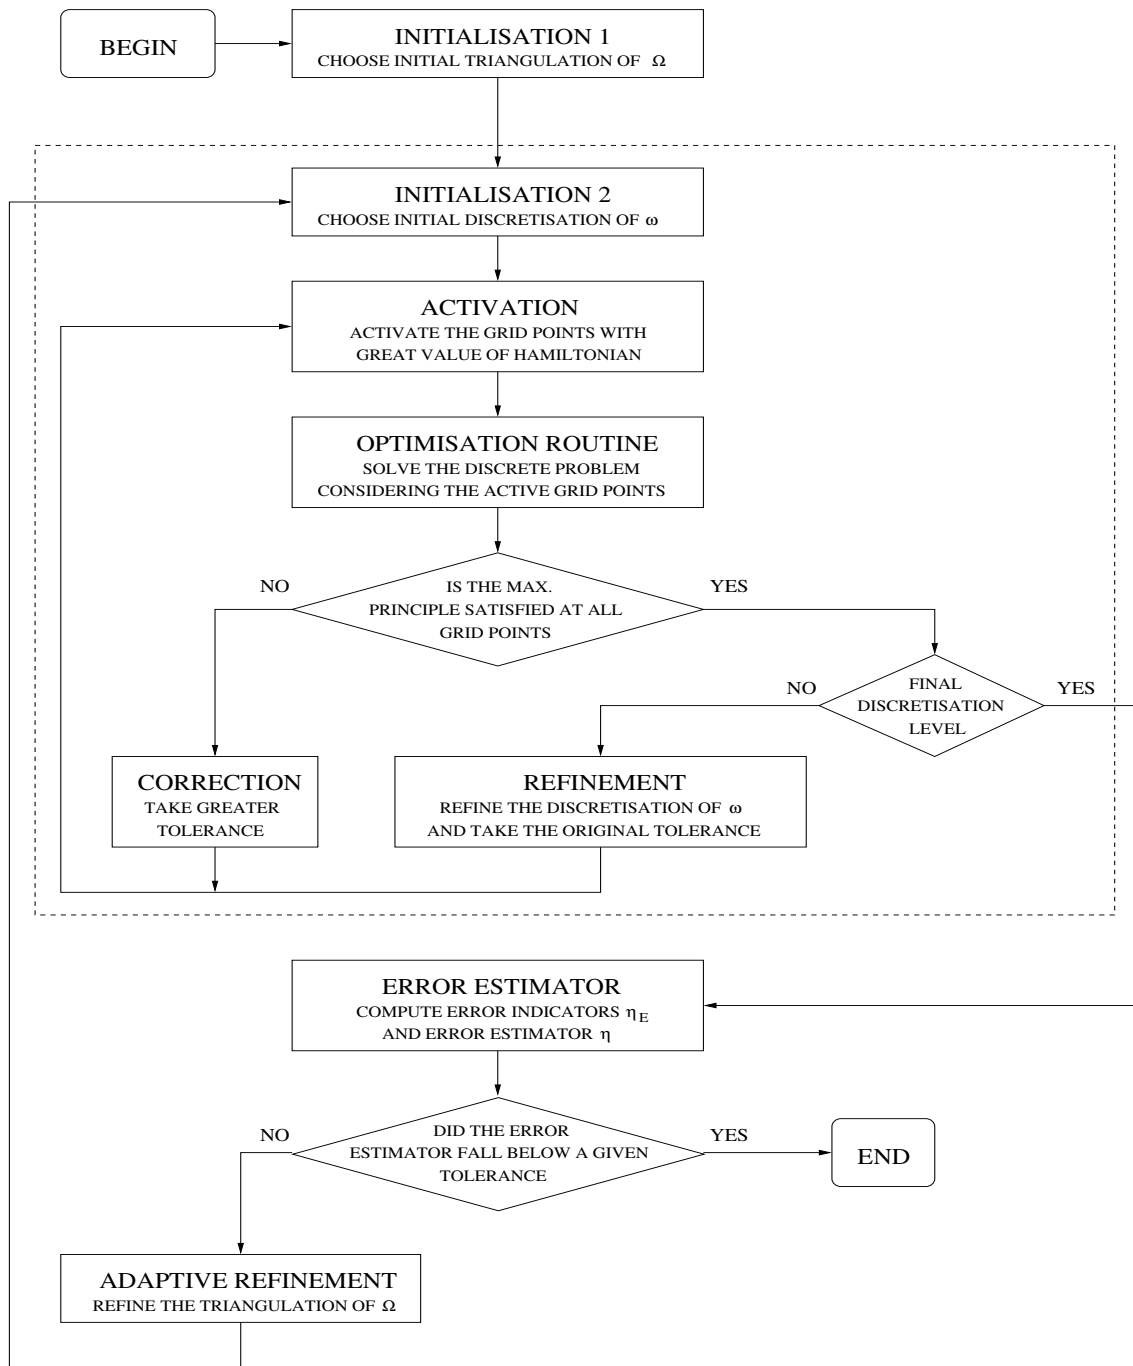 BEGIN
INITIALISATION 1
CHOOSE INITIAL TRIANGULATION OF Ω
INITIALISATION 2
CHOOSE INITIAL DISCRETISATION OF ω
ACTIVATION
ACTIVATE THE GRID POINTS WITH
GREAT VALUE OF HAMILTONIAN
OPTIMISATION ROUTINE
SOLVE THE DISCRETE PROBLEM
CONSIDERING THE ACTIVE GRID POINTS
NO
IS THE MAX.
PRINCIPLE SATISFIED AT ALL
GRID POINTS
YES
NO
FINAL
DISCRETISATION
LEVEL
YES
CORRECTION
TAKE GREATER
TOLERANCE
REFINEMENT
REFINE THE DISCRETISATION OF ω
AND TAKE THE ORIGINAL TOLERANCE
ERROR ESTIMATOR
COMPUTE ERROR INDICATORS η_E
AND ERROR ESTIMATOR η
NO
DID THE ERROR
ESTIMATOR FALL BELOW A GIVEN
TOLERANCE
YES
END
ADAPTIVE REFINEMENT
REFINE THE TRIANGULATION OF Ω